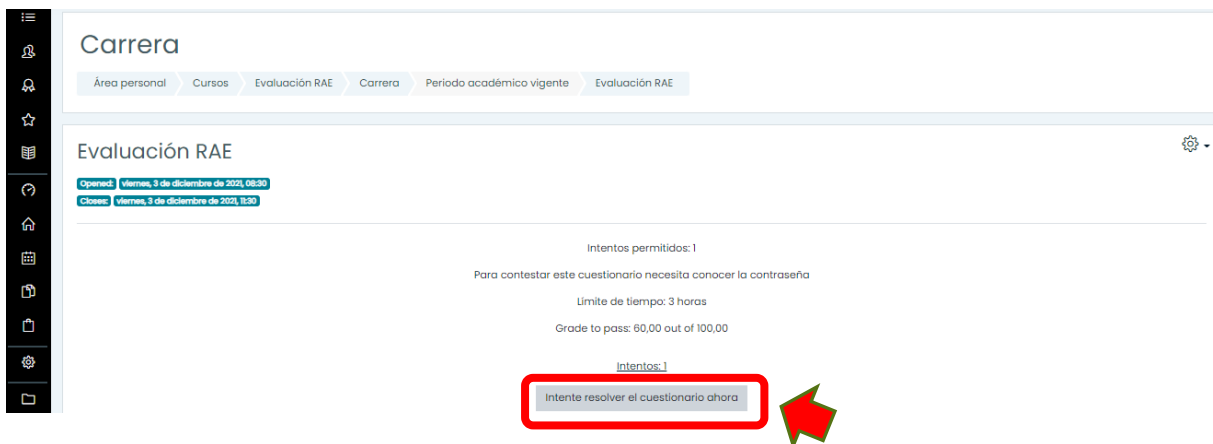 Carrera
Área personal Cursos Evaluación RAE Carrera Periodo académico vigente Evaluación RAE
Evaluación RAE
Opened: viernes, 3 de diciembre de 2021, 08:30
Closes: viernes, 3 de diciembre de 2021, 11:30
Intentos permitidos: 1
Para contestar este cuestionario necesita conocer la contraseña
Límite de tiempo: 3 horas
Grade to pass: 60,00 out of 100,00
Intentos: 1
Intente resolver el cuestionario ahora